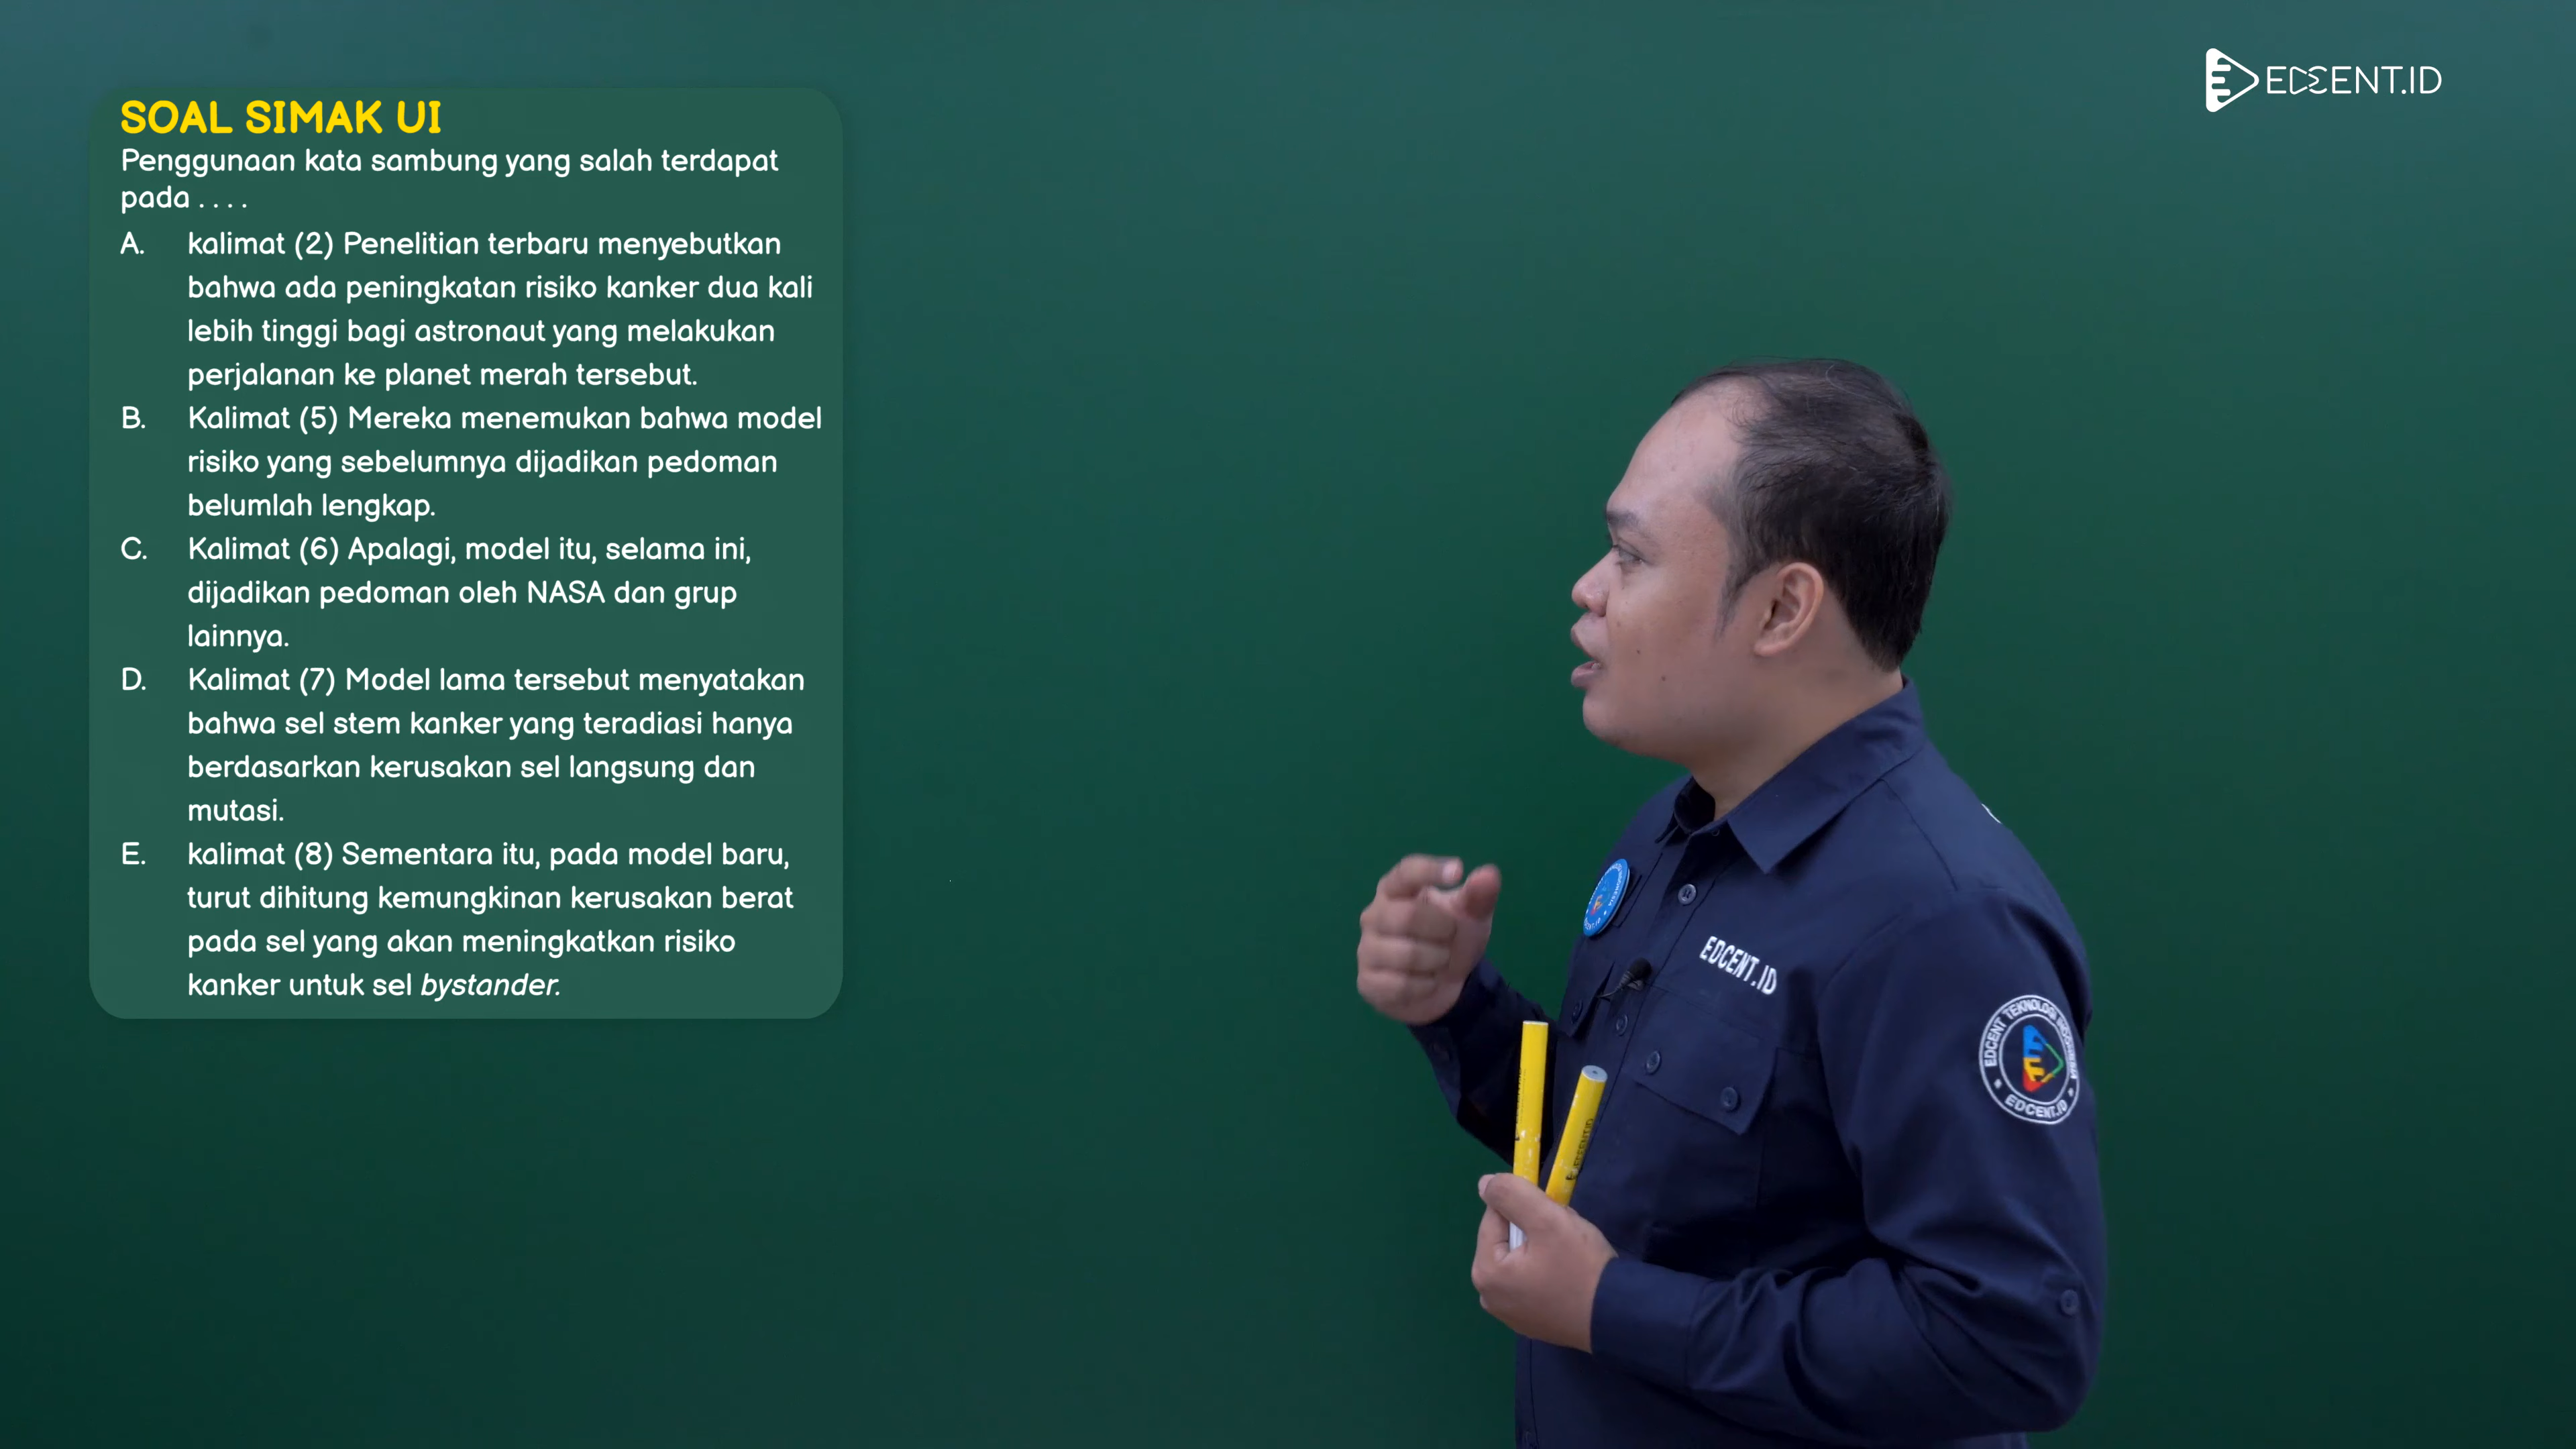 EDCENT.ID
SOAL SIMAK UI
Penggunaan kata sambung yang salah terdapat
pada . . . .
A. kalimat (2) Penelitian terbaru menyebutkan
bahwa ada peningkatan risiko kanker dua kali
lebih tinggi bagi astronaut yang melakukan
perjalanan ke planet merah tersebut.
B. Kalimat (5) Mereka menemukan bahwa model
risiko yang sebelumnya dijadikan pedoman
belumlah lengkap.
C. Kalimat (6) Apalagi, model itu, selama ini,
dijadikan pedoman oleh NASA dan grup
lainnya.
D. Kalimat (7) Model lama tersebut menyatakan
bahwa sel stem kanker yang teradiasi hanya
berdasarkan kerusakan sel langsung dan
mutasi.
E. kalimat (8) Sementara itu, pada model baru,
turut dihitung kemungkinan kerusakan berat
pada sel yang akan meningkatkan risiko
kanker untuk sel bystander.
EDCENT.ID
EDCENT TEKNOLOGI INDONESIA
EDCENT.ID